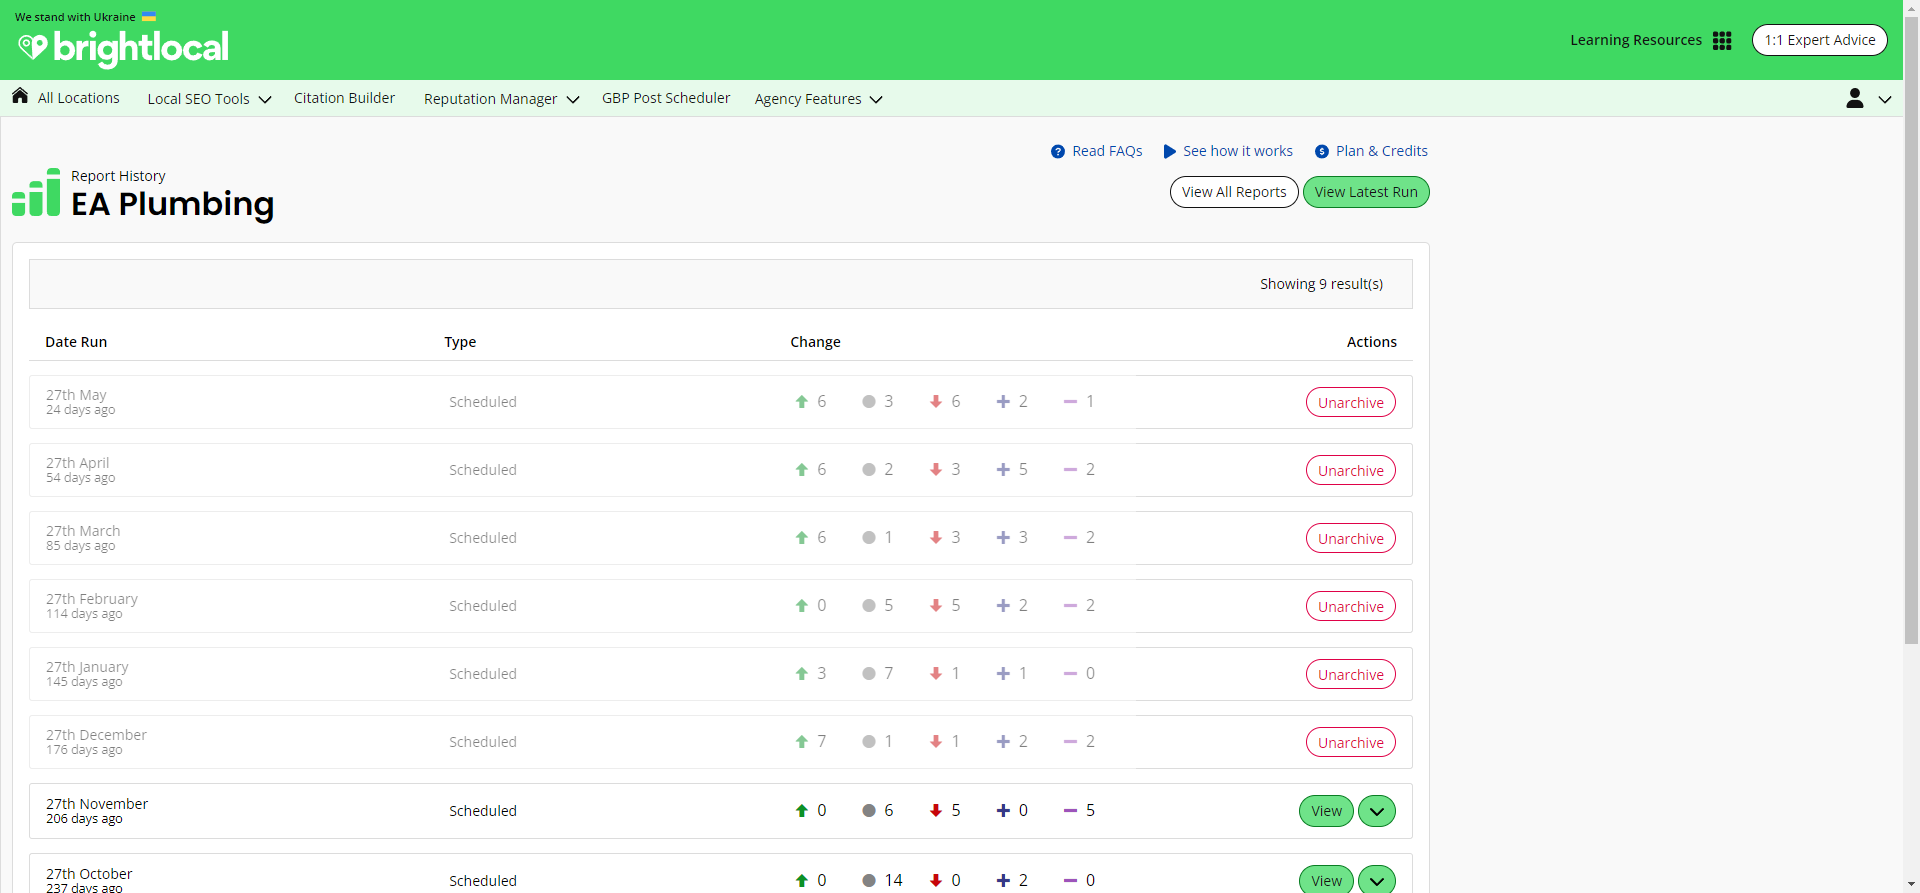 We stand with Ukraine
brightlocal
Learning Resources
1:1 Expert Advice
All Locations
Local SEO Tools
Citation Builder
Reputation Manager
GBP Post Scheduler
Agency Features
Read FAQs
See how it works
Plan & Credits
Report History
EA Plumbing
View All Reports
View Latest Run
Showing 9 result(s)
Date Run Type Change Actions
27th May
24 days ago
Scheduled 6 3 6 2 1 Unarchive
27th April
54 days ago
Scheduled 6 2 3 5 2 Unarchive
27th March
85 days ago
Scheduled 6 1 3 3 2 Unarchive
27th February
114 days ago
Scheduled 0 5 5 2 2 Unarchive
27th January
145 days ago
Scheduled 3 7 1 1 0 Unarchive
27th December
176 days ago
Scheduled 7 1 1 2 2 Unarchive
27th November
206 days ago
Scheduled 0 6 5 0 5 View
27th October
237 days ago
Scheduled 0 14 0 2 0 View